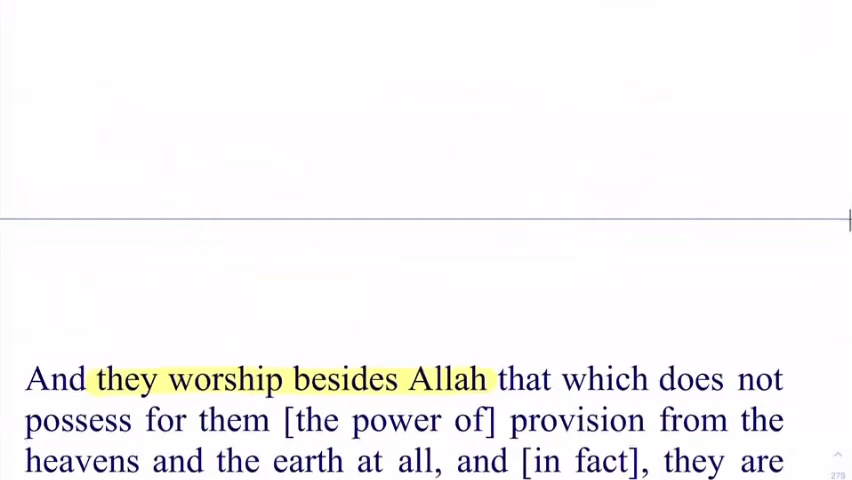 And they worship besides Allah that which does not
possess for them [the power of] provision from the
heavens and the earth at all, and [in fact], they are
275